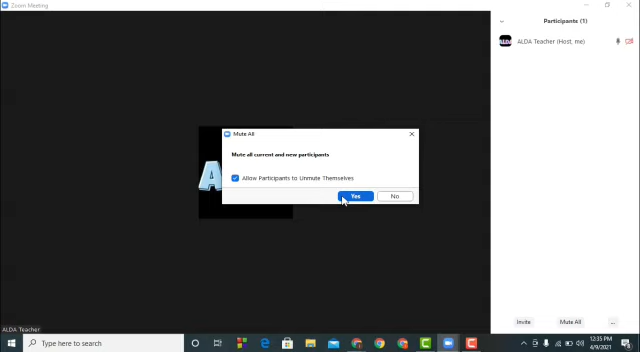 Zoom Meeting
Participants (1)
ALDA Teacher (Host, me)
Mute All
Mute all current and new participants
Allow Participants to Unmute Themselves
Yes
No
ALDA Teacher
Invite
Mute All
...
Type here to search
12:35 PM
4/9/2021